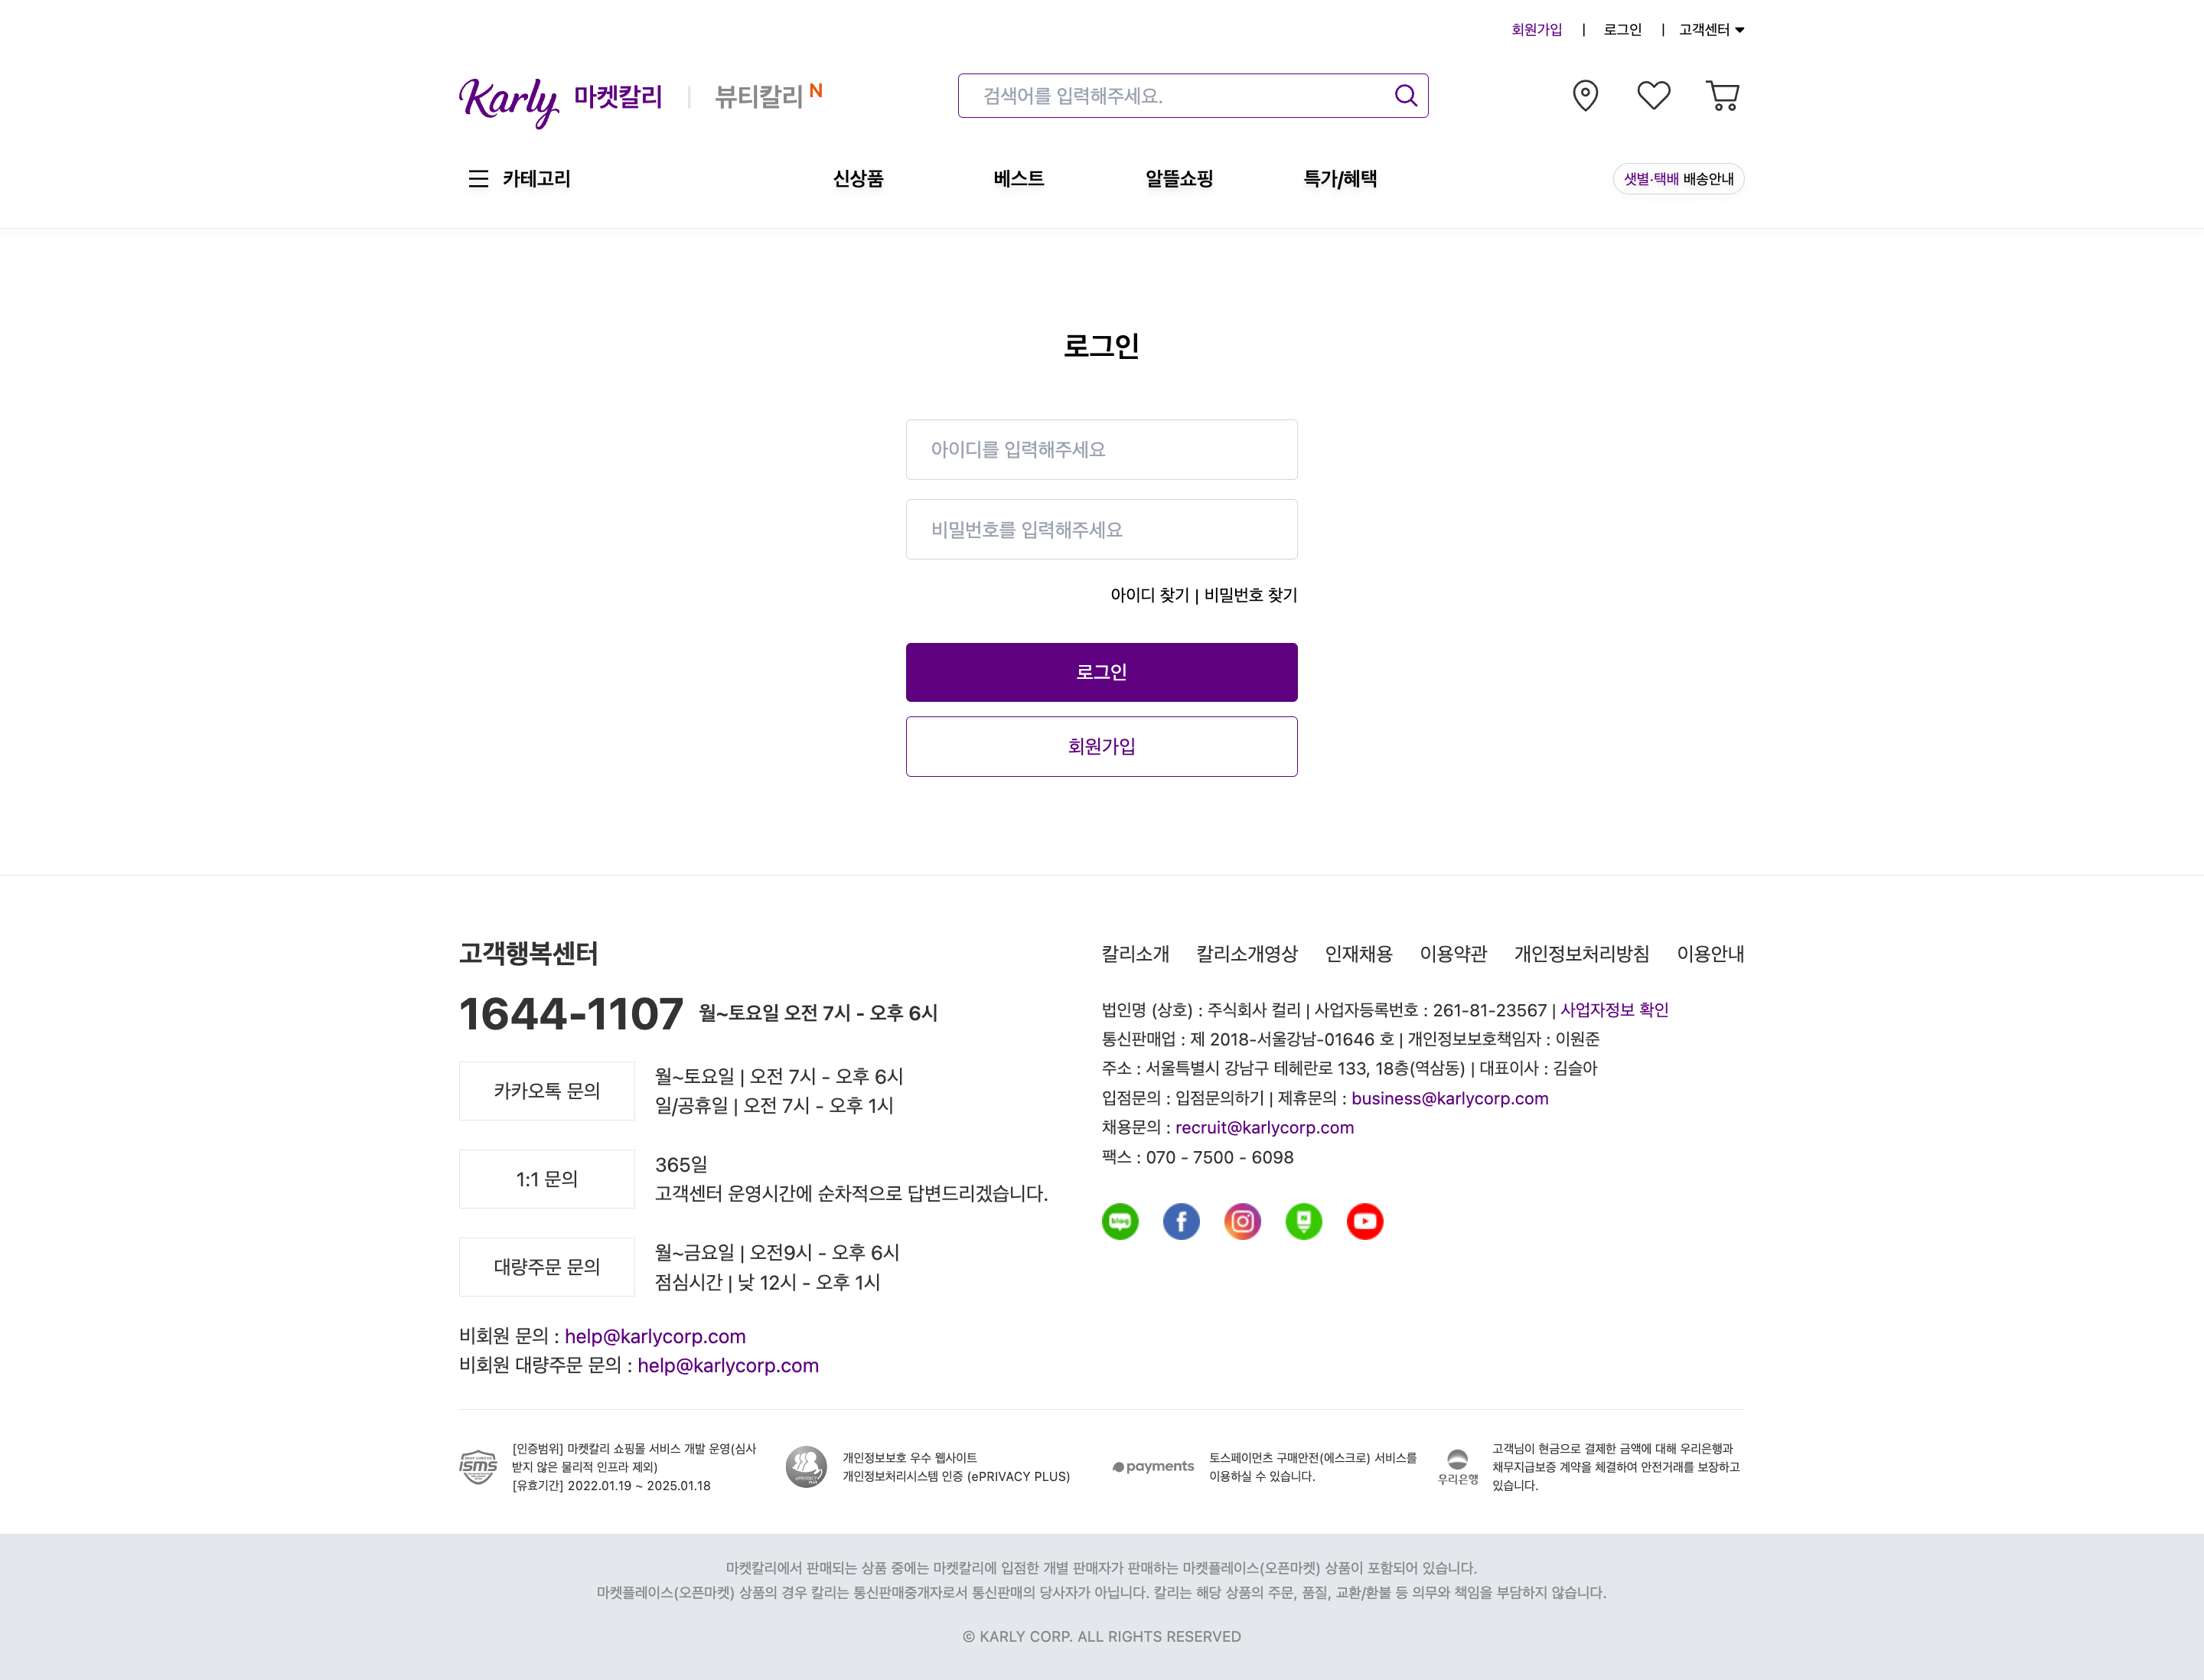 회원가입 | 로그인 | 고객센터
Karly 마켓칼리 | 뷰티칼리 N
검색어를 입력해주세요.
카테고리 신상품 베스트 알뜰쇼핑 특가/혜택 샛별·택배 배송안내
로그인
아이디를 입력해주세요
비밀번호를 입력해주세요
아이디 찾기 | 비밀번호 찾기
로그인
회원가입
고객행복센터
1644-1107 월~토요일 오전 7시 - 오후 6시
카카오톡 문의
월~토요일 | 오전 7시 - 오후 6시
일/공휴일 | 오전 7시 - 오후 1시
1:1 문의
365일
고객센터 운영시간에 순차적으로 답변드리겠습니다.
대량주문 문의
월~금요일 | 오전9시 - 오후 6시
점심시간 | 낮 12시 - 오후 1시
비회원 문의 : help@karlycorp.com
비회원 대량주문 문의 : help@karlycorp.com
칼리소개 칼리소개영상 인재채용 이용약관 개인정보처리방침 이용안내
법인명 (상호) : 주식회사 컬리 | 사업자등록번호 : 261-81-23567 | 사업자정보 확인
통신판매업 : 제 2018-서울강남-01646 호 | 개인정보보호책임자 : 이원준
주소 : 서울특별시 강남구 테헤란로 133, 18층(역삼동) | 대표이사 : 김슬아
입점문의 : 입점문의하기 | 제휴문의 : business@karlycorp.com
채용문의 : recruit@karlycorp.com
팩스 : 070 - 7500 - 6098
blog
N
isms
[인증범위] 마켓칼리 쇼핑몰 서비스 개발 운영(심사
받지 않은 물리적 인프라 제외)
[유효기간] 2022.01.19 ~ 2025.01.18
개인정보보호 우수 웹사이트
개인정보처리시스템 인증 (ePRIVACY PLUS)
payments
토스페이먼츠 구매안전(에스크로) 서비스를
이용하실 수 있습니다.
우리은행
고객님이 현금으로 결제한 금액에 대해 우리은행과
채무지급보증 계약을 체결하여 안전거래를 보장하고
있습니다.
마켓칼리에서 판매되는 상품 중에는 마켓칼리에 입점한 개별 판매자가 판매하는 마켓플레이스(오픈마켓) 상품이 포함되어 있습니다.
마켓플레이스(오픈마켓) 상품의 경우 칼리는 통신판매중개자로서 통신판매의 당사자가 아닙니다. 칼리는 해당 상품의 주문, 품질, 교환/환불 등 의무와 책임을 부담하지 않습니다.
© KARLY CORP. ALL RIGHTS RESERVED